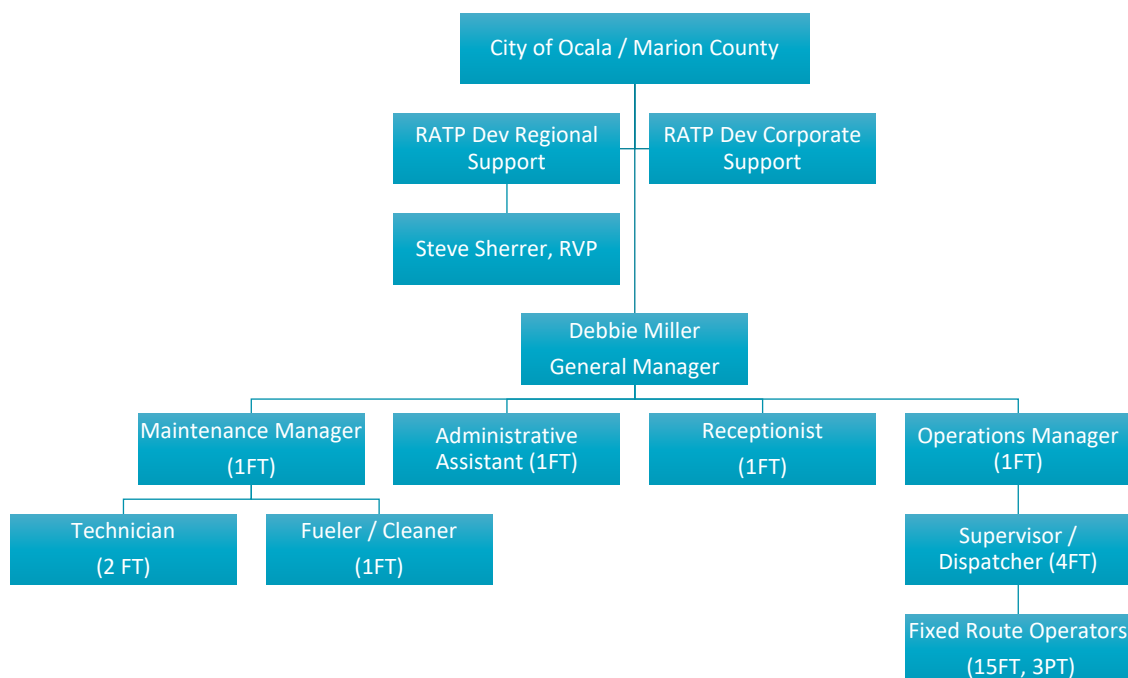 City of Ocala / Marion County
RATP Dev Regional
Support
RATP Dev Corporate
Support
Steve Sherrer, RVP
Debbie Miller
General Manager
Maintenance Manager
(1FT)
Administrative
Assistant (1FT)
Receptionist
(1FT)
Operations Manager
(1FT)
Technician
(2 FT)
Fueler / Cleaner
(1FT)
Supervisor /
Dispatcher (4FT)
Fixed Route Operators
(15FT, 3PT)